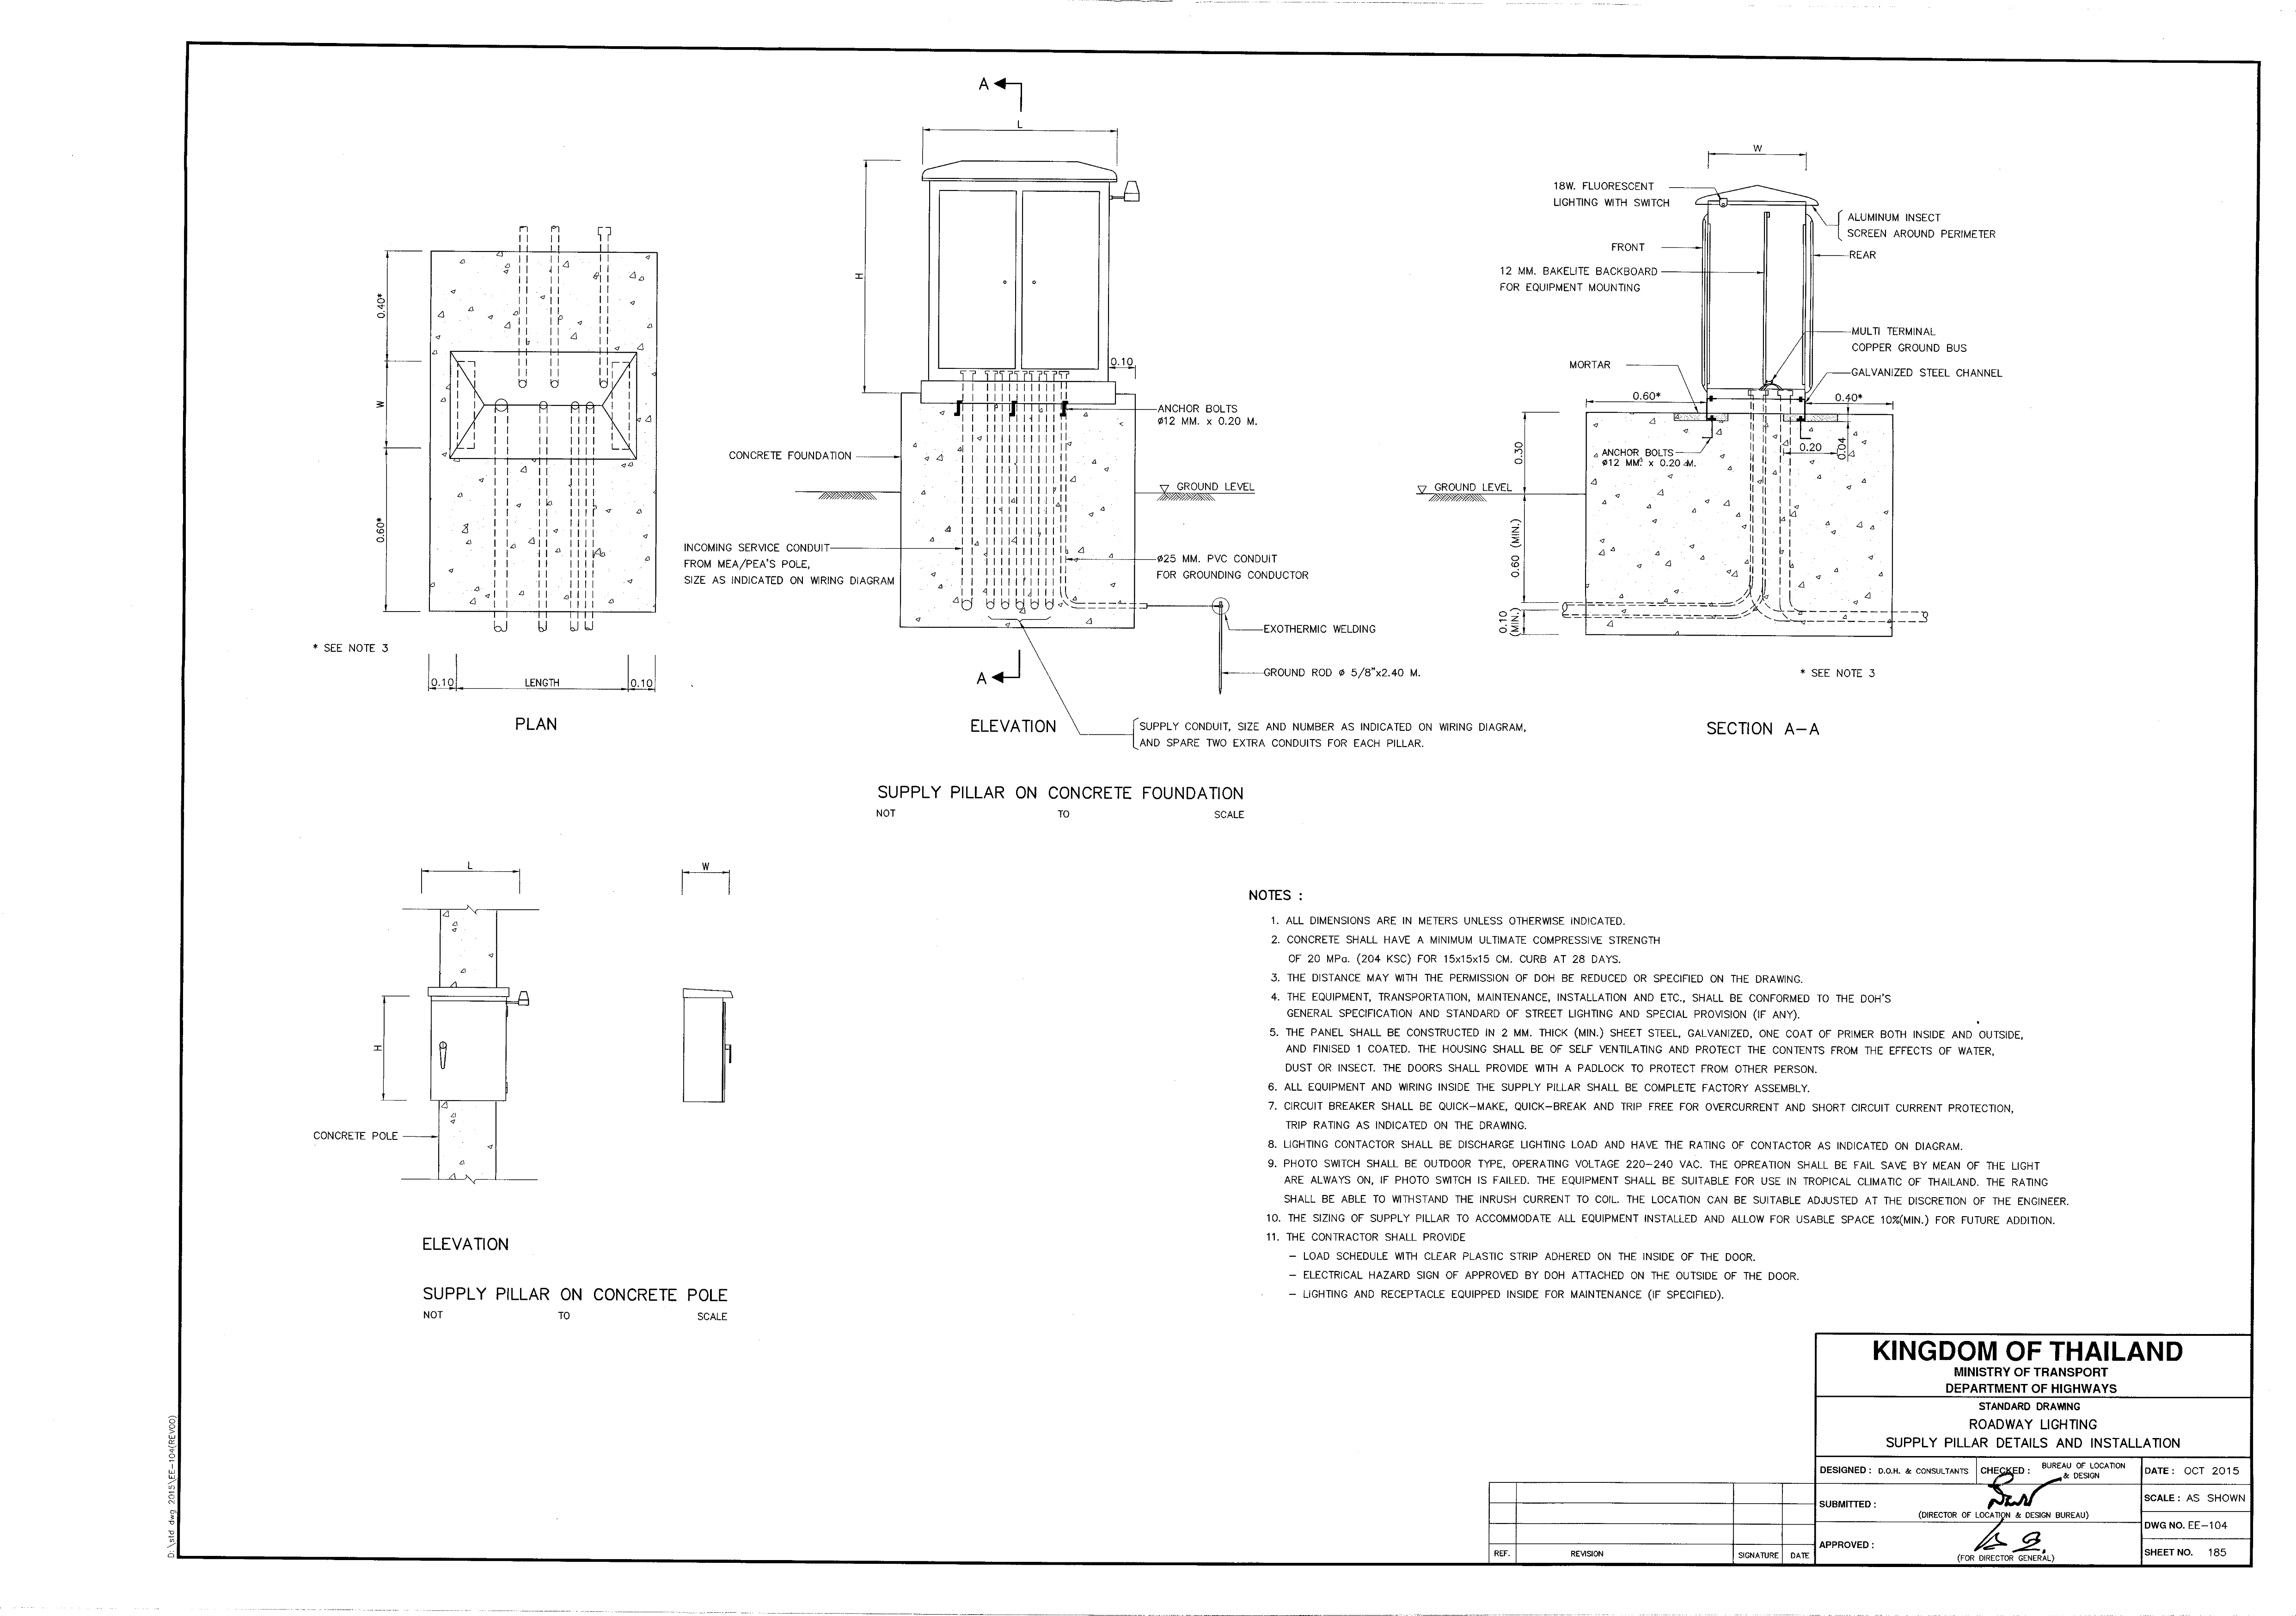 A
L
H
0.10
ANCHOR BOLTS
ø12 MM. x 0.20 M.
CONCRETE FOUNDATION
GROUND LEVEL
INCOMING SERVICE CONDUIT
FROM MEA/PEA'S POLE,
SIZE AS INDICATED ON WIRING DIAGRAM
ø25 MM. PVC CONDUIT
FOR GROUNDING CONDUCTOR
EXOTHERMIC WELDING
GROUND ROD ø 5/8"x2.40 M.
A
ELEVATION
SUPPLY CONDUIT, SIZE AND NUMBER AS INDICATED ON WIRING DIAGRAM,
AND SPARE TWO EXTRA CONDUITS FOR EACH PILLAR.
0.40*
W
0.60*
* SEE NOTE 3
0.10
LENGTH
0.10
PLAN
W
18W. FLUORESCENT
LIGHTING WITH SWITCH
ALUMINUM INSECT
SCREEN AROUND PERIMETER
FRONT
REAR
12 MM. BAKELITE BACKBOARD
FOR EQUIPMENT MOUNTING
MULTI TERMINAL
COPPER GROUND BUS
MORTAR
GALVANIZED STEEL CHANNEL
0.60*
0.40*
0.30
ANCHOR BOLTS
ø12 MM. x 0.20 M.
0.20
0.04
GROUND LEVEL
0.60 (MIN.)
0.10
(MIN.)
* SEE NOTE 3
SECTION A-A
SUPPLY PILLAR ON CONCRETE FOUNDATION
NOT TO SCALE
L
W
H
CONCRETE POLE
ELEVATION
SUPPLY PILLAR ON CONCRETE POLE
NOT TO SCALE
NOTES :
1. ALL DIMENSIONS ARE IN METERS UNLESS OTHERWISE INDICATED.
2. CONCRETE SHALL HAVE A MINIMUM ULTIMATE COMPRESSIVE STRENGTH
OF 20 MPa. (204 KSC) FOR 15x15x15 CM. CURB AT 28 DAYS.
3. THE DISTANCE MAY WITH THE PERMISSION OF DOH BE REDUCED OR SPECIFIED ON THE DRAWING.
4. THE EQUIPMENT, TRANSPORTATION, MAINTENANCE, INSTALLATION AND ETC., SHALL BE CONFORMED TO THE DOH'S
GENERAL SPECIFICATION AND STANDARD OF STREET LIGHTING AND SPECIAL PROVISION (IF ANY).
5. THE PANEL SHALL BE CONSTRUCTED IN 2 MM. THICK (MIN.) SHEET STEEL, GALVANIZED, ONE COAT OF PRIMER BOTH INSIDE AND OUTSIDE,
AND FINISED 1 COATED. THE HOUSING SHALL BE OF SELF VENTILATING AND PROTECT THE CONTENTS FROM THE EFFECTS OF WATER,
DUST OR INSECT. THE DOORS SHALL PROVIDE WITH A PADLOCK TO PROTECT FROM OTHER PERSON.
6. ALL EQUIPMENT AND WIRING INSIDE THE SUPPLY PILLAR SHALL BE COMPLETE FACTORY ASSEMBLY.
7. CIRCUIT BREAKER SHALL BE QUICK-MAKE, QUICK-BREAK AND TRIP FREE FOR OVERCURRENT AND SHORT CIRCUIT CURRENT PROTECTION,
TRIP RATING AS INDICATED ON THE DRAWING.
8. LIGHTING CONTACTOR SHALL BE DISCHARGE LIGHTING LOAD AND HAVE THE RATING OF CONTACTOR AS INDICATED ON DIAGRAM.
9. PHOTO SWITCH SHALL BE OUTDOOR TYPE, OPERATING VOLTAGE 220-240 VAC. THE OPREATION SHALL BE FAIL SAVE BY MEAN OF THE LIGHT
ARE ALWAYS ON, IF PHOTO SWITCH IS FAILED. THE EQUIPMENT SHALL BE SUITABLE FOR USE IN TROPICAL CLIMATIC OF THAILAND. THE RATING
SHALL BE ABLE TO WITHSTAND THE INRUSH CURRENT TO COIL. THE LOCATION CAN BE SUITABLE ADJUSTED AT THE DISCRETION OF THE ENGINEER.
10. THE SIZING OF SUPPLY PILLAR TO ACCOMMODATE ALL EQUIPMENT INSTALLED AND ALLOW FOR USABLE SPACE 10%(MIN.) FOR FUTURE ADDITION.
11. THE CONTRACTOR SHALL PROVIDE
- LOAD SCHEDULE WITH CLEAR PLASTIC STRIP ADHERED ON THE INSIDE OF THE DOOR.
- ELECTRICAL HAZARD SIGN OF APPROVED BY DOH ATTACHED ON THE OUTSIDE OF THE DOOR.
- LIGHTING AND RECEPTACLE EQUIPPED INSIDE FOR MAINTENANCE (IF SPECIFIED).
KINGDOM OF THAILAND
MINISTRY OF TRANSPORT
DEPARTMENT OF HIGHWAYS
STANDARD DRAWING
ROADWAY LIGHTING
SUPPLY PILLAR DETAILS AND INSTALLATION
DESIGNED : D.O.H. & CONSULTANTS
CHECKED : BUREAU OF LOCATION
& DESIGN
DATE : OCT 2015
SUBMITTED :
(DIRECTOR OF LOCATION & DESIGN BUREAU)
SCALE : AS SHOWN
DWG NO. EE-104
APPROVED :
(FOR DIRECTOR GENERAL)
SHEET NO. 185
REF. REVISION SIGNATURE DATE
D:\std dwg 2015\EE-104(REV00)